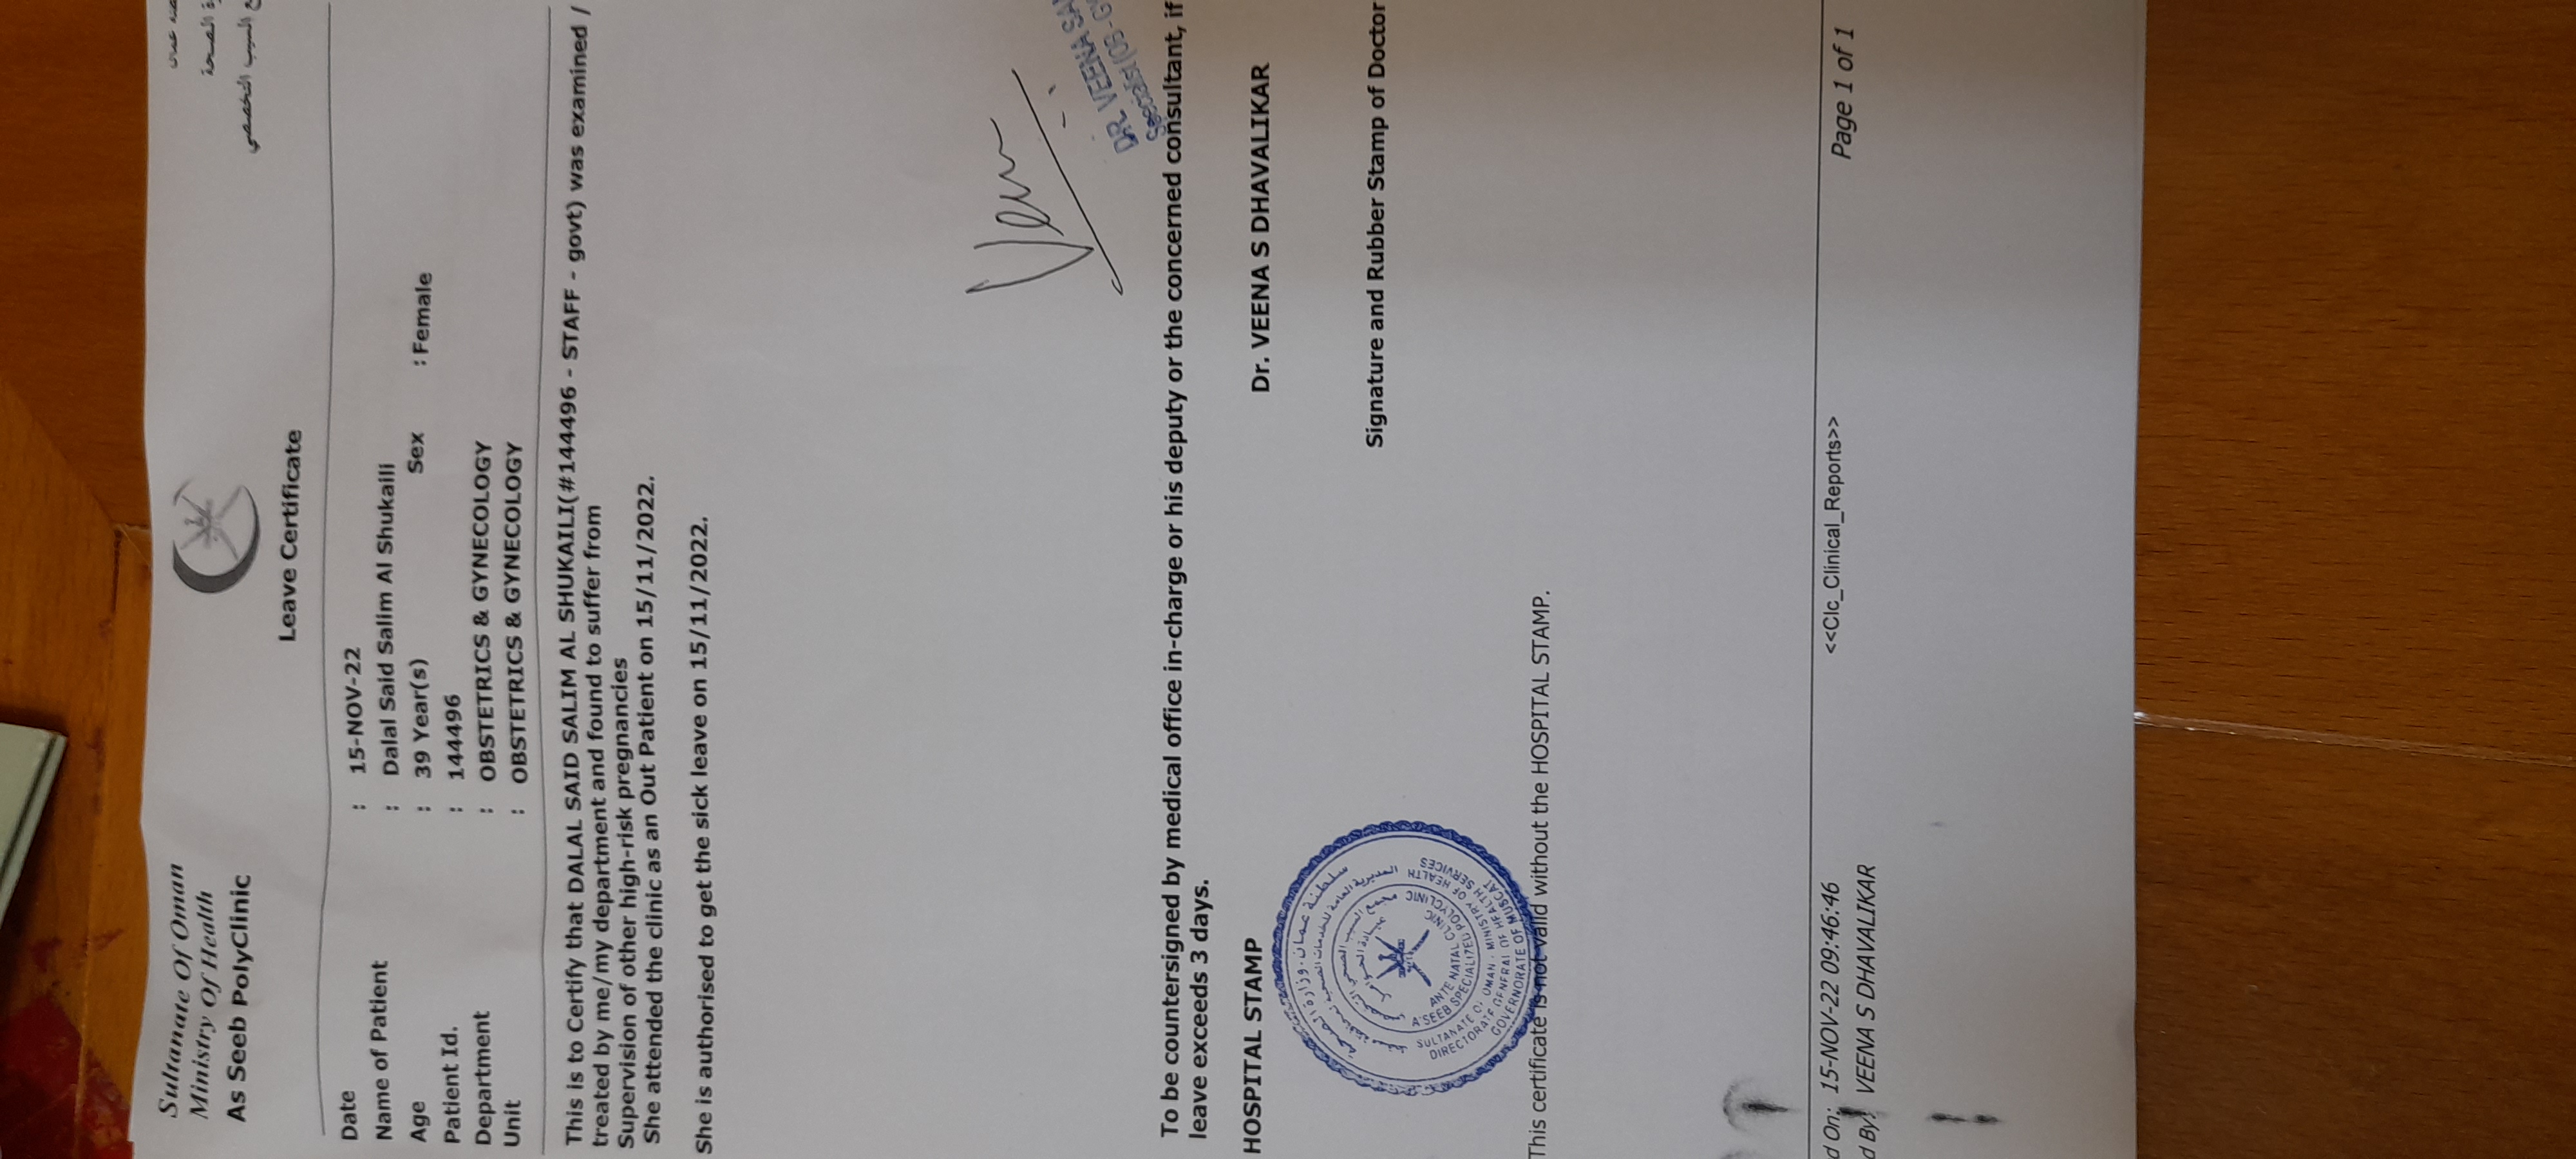 Sultanate Of Oman
Ministry Of Health
As Seeb PolyClinic
الصحة
السيب التخصصي
Leave Certificate
Date : 15-NOV-22
Name of Patient : Dalal Said Salim Al Shukaili
Age : 39 Year(s) Sex : Female
Patient Id. : 144496
Department : OBSTETRICS & GYNECOLOGY
Unit : OBSTETRICS & GYNECOLOGY
This is to Certify that DALAL SAID SALIM AL SHUKAILI(#144496 - STAFF - govt) was examined /
treated by me/my department and found to suffer from
Supervision of other high-risk pregnancies
She attended the clinic as an Out Patient on 15/11/2022.
She is authorised to get the sick leave on 15/11/2022.
DR. VEENA SA
Specialist (OB - GY
To be countersigned by medical office in-charge or his deputy or the concerned consultant, if
leave exceeds 3 days.
HOSPITAL STAMP
Dr. VEENA S DHAVALIKAR
Signature and Rubber Stamp of Doctor
سلطنة عمان - وزارة الصحة
المديرية العامة للخدمات الصحية لمحافظة مسقط
مجمع السيب الصحي التخصصي
عيادة الحوامل
ANTE NATAL CLINIC
A'SEEB SPECIALIZED POLYCLINIC
SULTANATE OF OMAN - MINISTRY OF HEALTH
DIRECTORATE GENERAL OF HEALTH SERVICES
GOVERNORATE OF MUSCAT
This certificate is not valid without the HOSPITAL STAMP.
d On: 15-NOV-22 09:46:46 <<Clc_Clinical_Reports>> Page 1 of 1
d By: VEENA S DHAVALIKAR